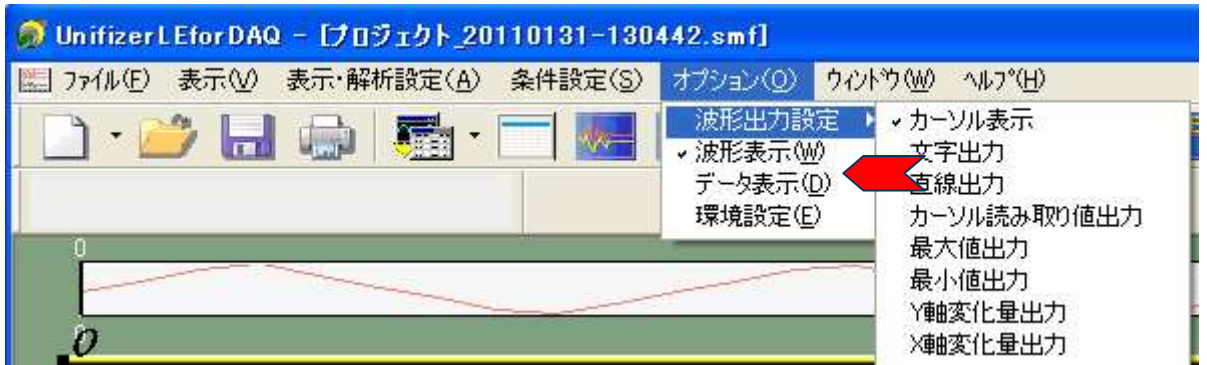 UnifizerLEforDAQ - [プロジェクト_20110131-130442.smf]
ファイル(F) 表示(V) 表示・解析設定(A) 条件設定(S) オプション(O) ウィンドウ(W) ヘルプ(H)
波形出力設定
波形表示(W)
データ表示(D)
環境設定(E)
カーソル表示
文字出力
直線出力
カーソル読み取り値出力
最大値出力
最小値出力
Y軸変化量出力
X軸変化量出力
0
0